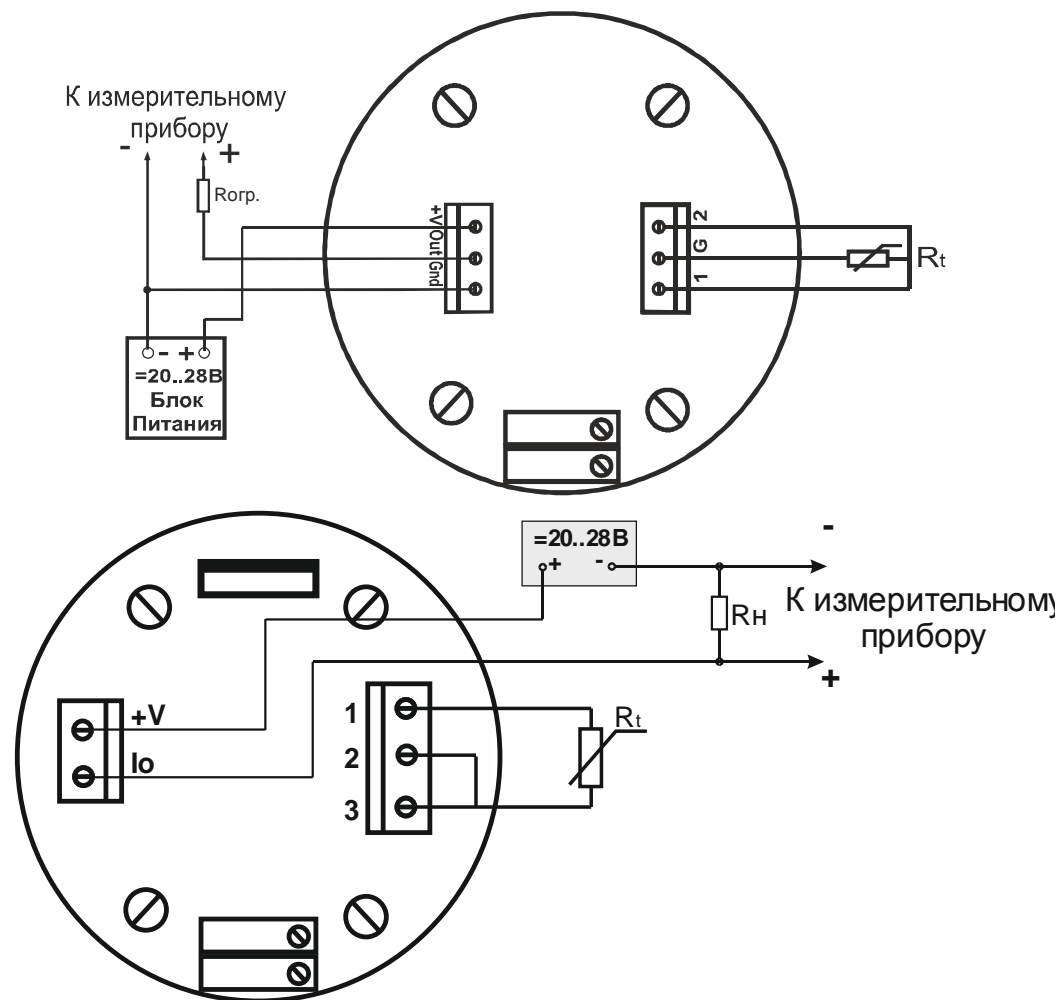 К измерительному
прибору
- +
Rогр.
+V
Out
Gnd
2
G
1
Rt
- +
=20..28В
Блок
Питания
=20..28В
+ -
-
Rн
К измерительному
прибору
+
+V
Io
1
2
3
Rt